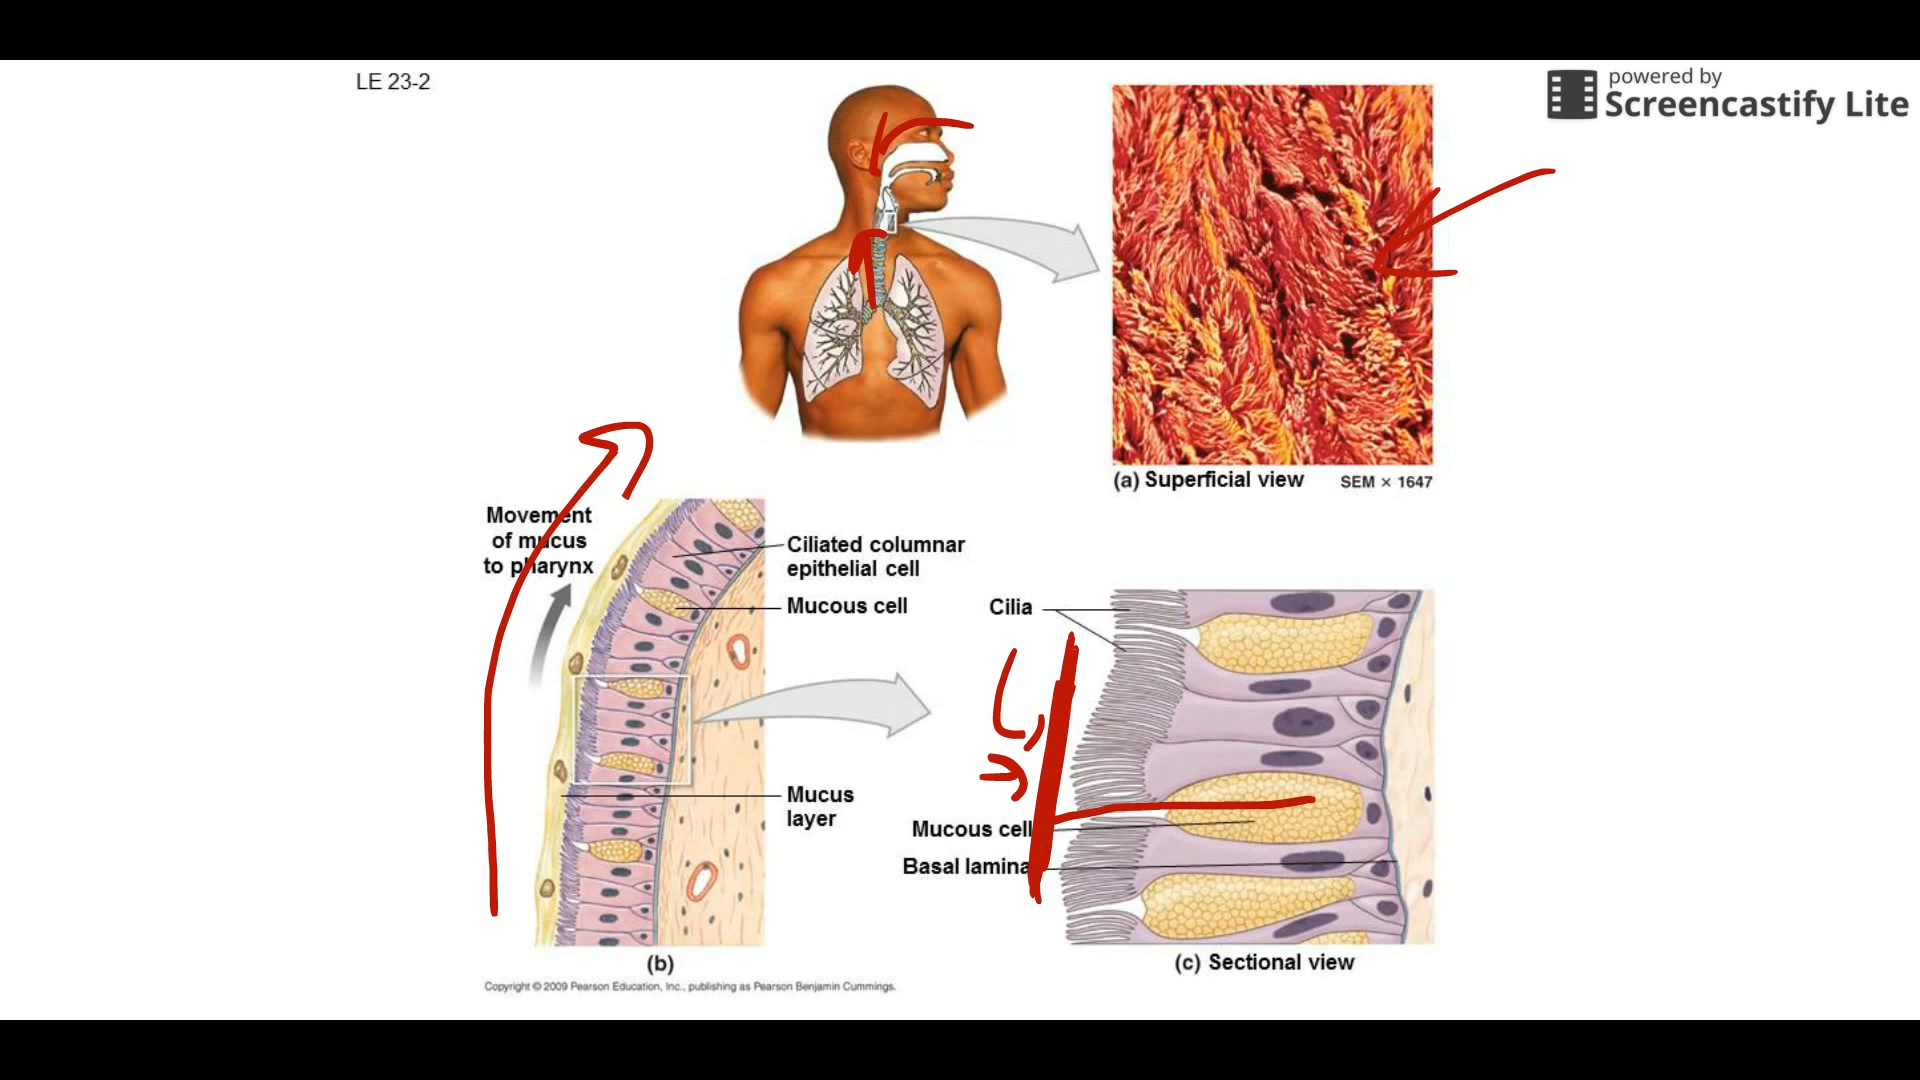 LE 23-2
powered by
Screencastify Lite
(a) Superficial view
SEM × 1647
Movement
of mucus
to pharynx
Ciliated columnar
epithelial cell
Mucous cell
Mucus
layer
(b)
Cilia
Mucous cell
Basal lamina
(c) Sectional view
Copyright © 2009 Pearson Education, Inc., publishing as Pearson Benjamin Cummings.